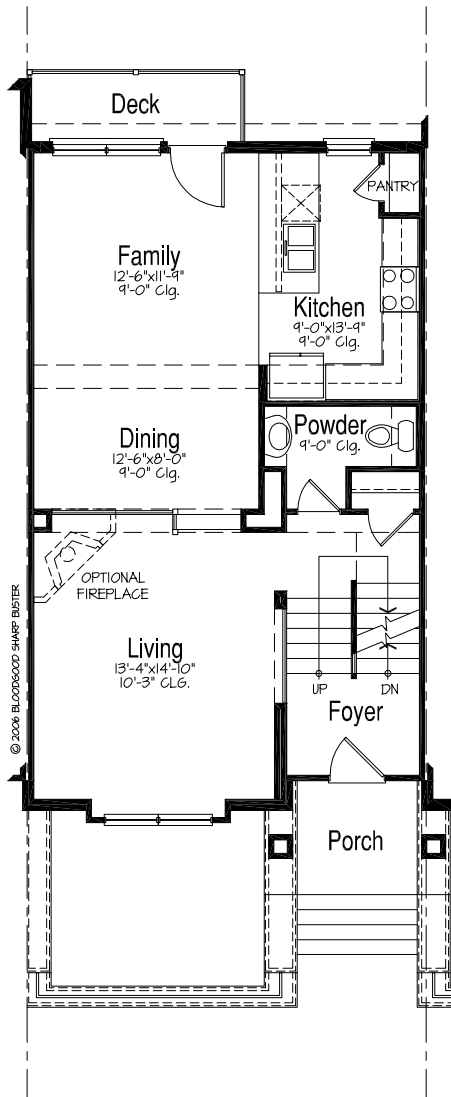 Deck
PANTRY
Family
12'-6"x11'-9"
9'-0" Clg.
Kitchen
9'-0"x13'-9"
9'-0" Clg.
Powder
9'-0" Clg.
Dining
12'-6"x8'-0"
9'-0" Clg.
OPTIONAL
FIREPLACE
© 2006 BLOODGOOD SHARP BUSTER
Living
13'-4"x14'-10"
10'-3" CLG.
UP
DN
Foyer
Porch